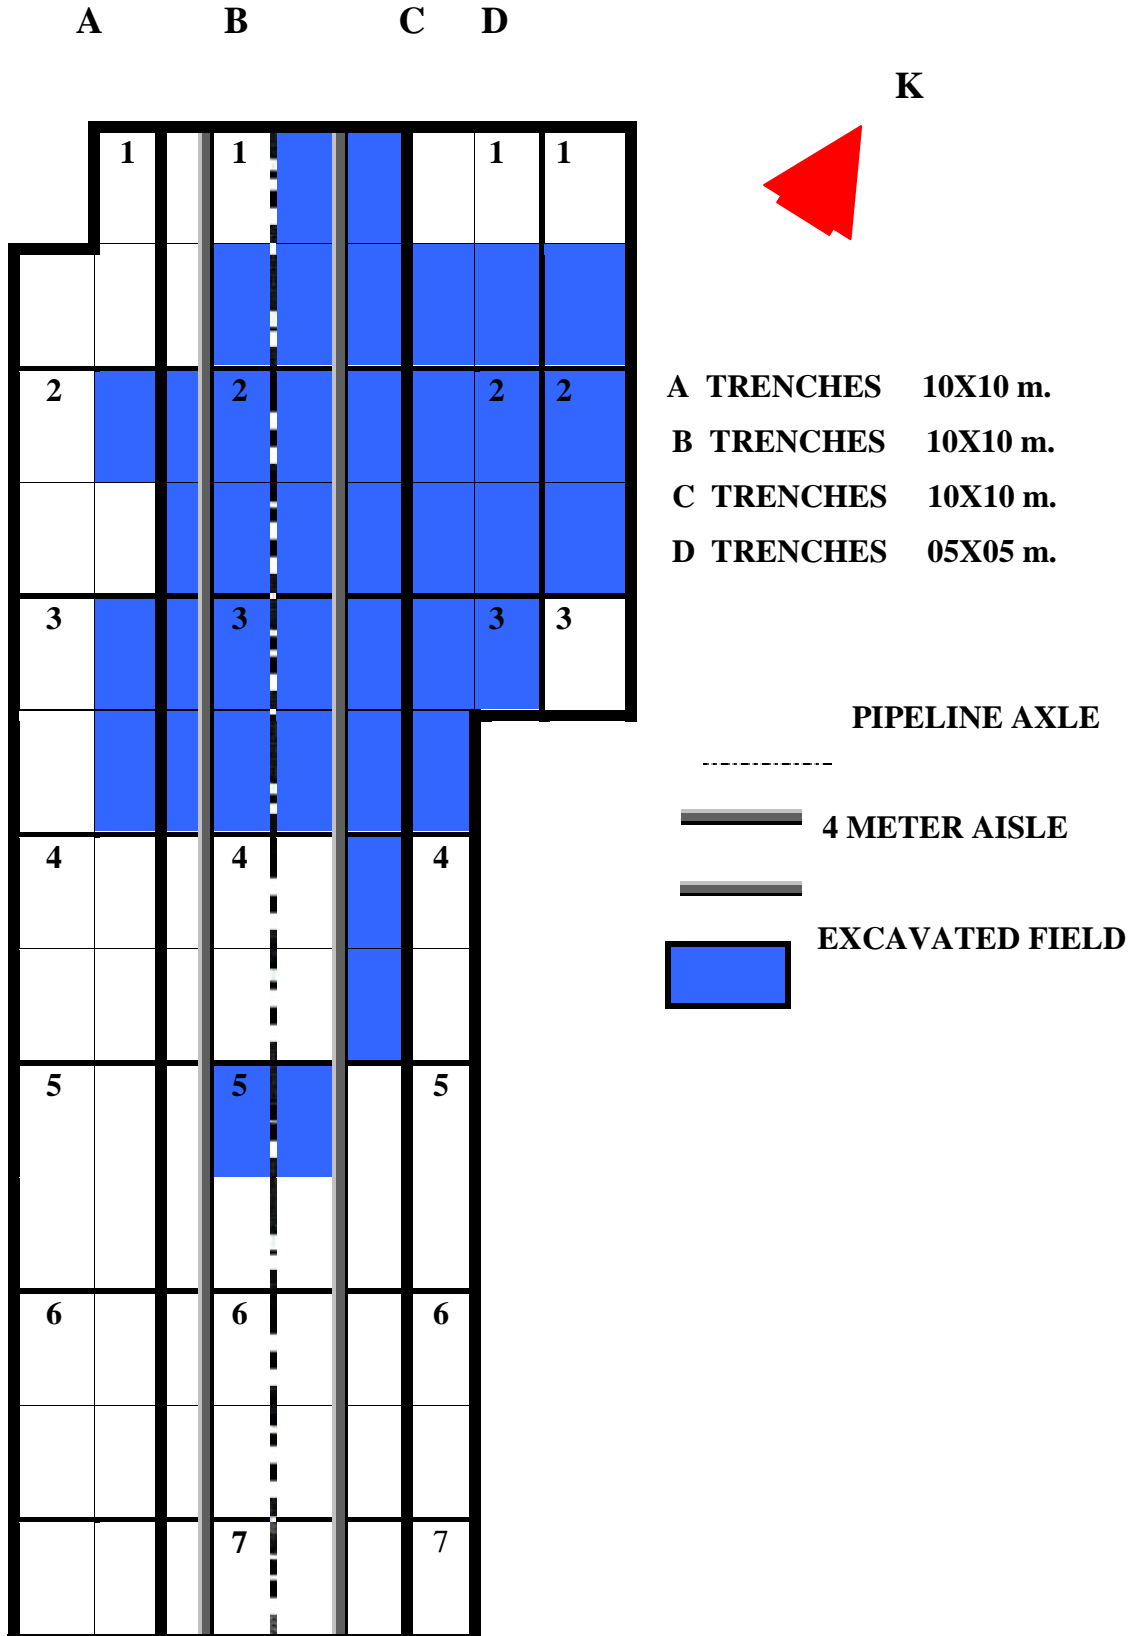 A B C D
K
1 1 1 1
2 2 2 2
A TRENCHES 10X10 m.
B TRENCHES 10X10 m.
C TRENCHES 10X10 m.
D TRENCHES 05X05 m.
3 3 3 3
PIPELINE AXLE
4 METER AISLE
4 4 4
EXCAVATED FIELD
5 5 5
6 6 6
7 7